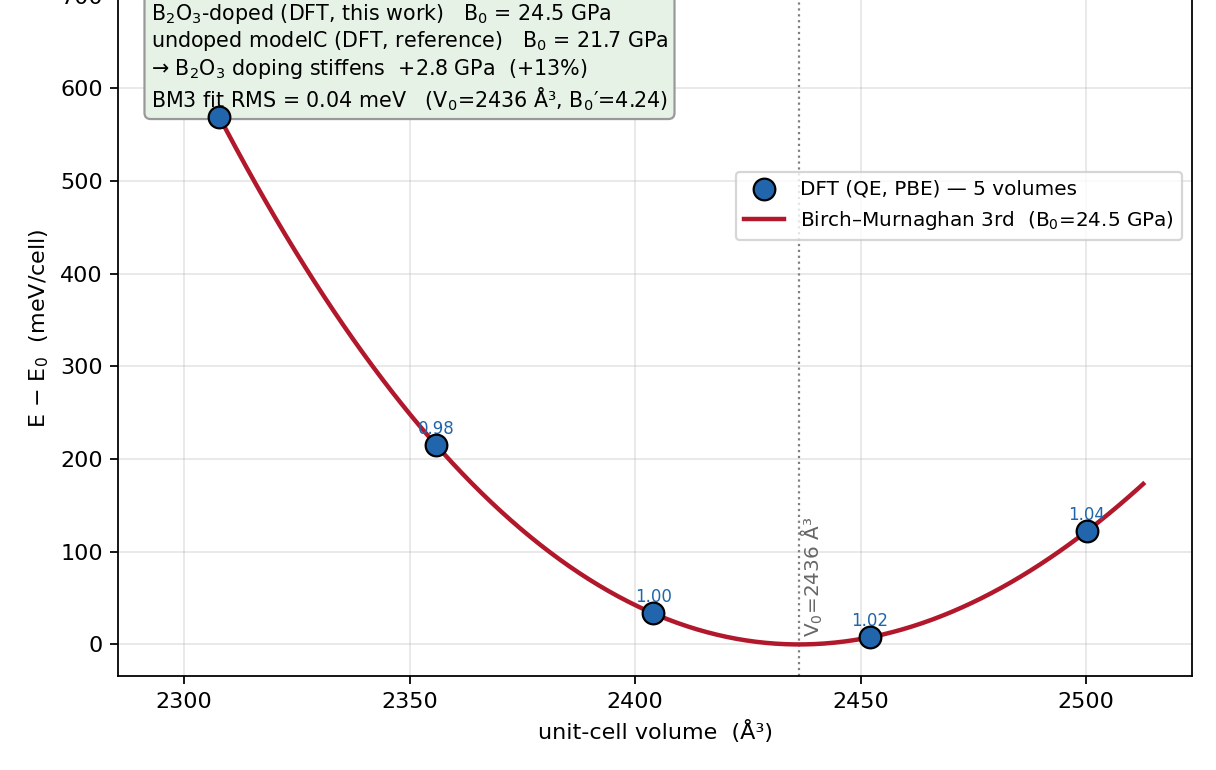 700
B₂O₃-doped (DFT, this work) B₀ = 24.5 GPa
undoped modelC (DFT, reference) B₀ = 21.7 GPa
→ B₂O₃ doping stiffens +2.8 GPa (+13%)
BM3 fit RMS = 0.04 meV (V₀=2436 Å³, B₀′=4.24)
600
500
400
300
200
100
0
E − E₀ (meV/cell)
DFT (QE, PBE) — 5 volumes
Birch–Murnaghan 3rd (B₀=24.5 GPa)
0.98
1.00
1.02
1.04
V₀=2436 Å³
2300 2350 2400 2450 2500
unit-cell volume (Å³)